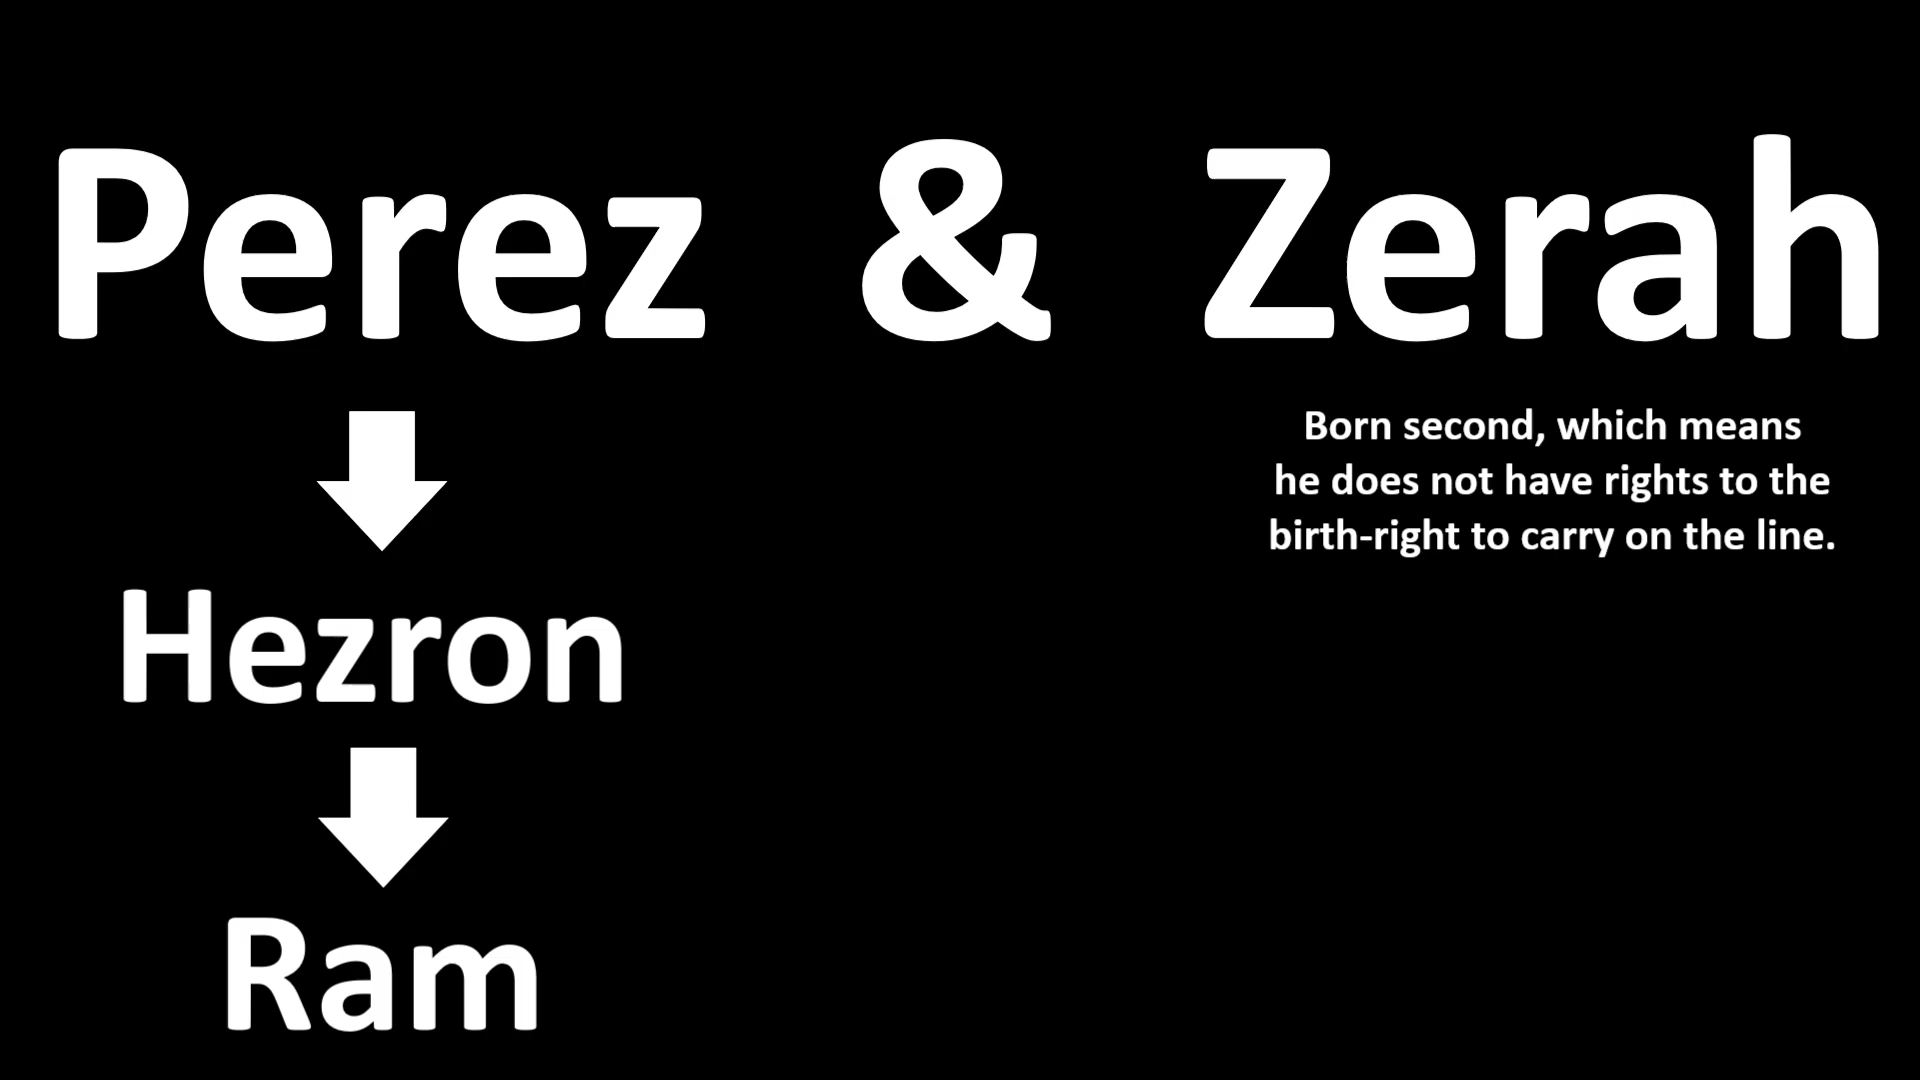 Perez & Zerah
Born second, which means
he does not have rights to the
birth-right to carry on the line.
Hezron
Ram